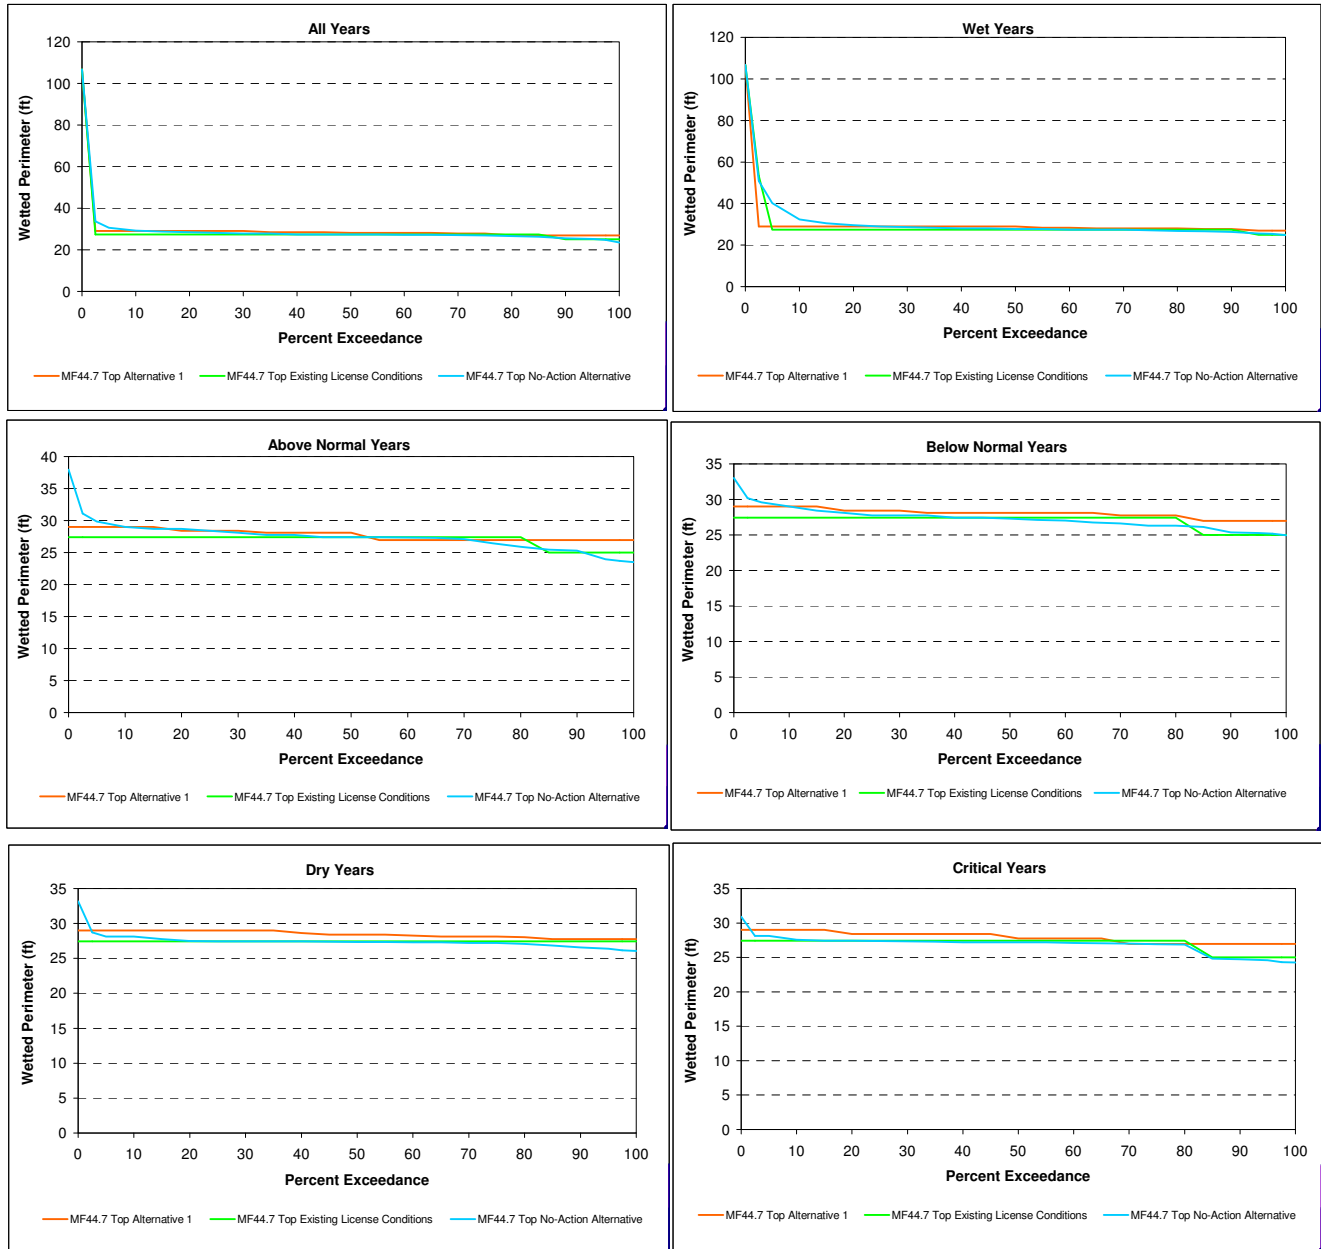 All Years
120
100
80
60
40
20
0
Wetted Perimeter (ft)
0 10 20 30 40 50 60 70 80 90 100
Percent Exceedance
MF44.7 Top Alternative 1 MF44.7 Top Existing License Conditions MF44.7 Top No-Action Alternative
Wet Years
120
100
80
60
40
20
0
Wetted Perimeter (ft)
0 10 20 30 40 50 60 70 80 90 100
Percent Exceedance
MF44.7 Top Alternative 1 MF44.7 Top Existing License Conditions MF44.7 Top No-Action Alternative
Above Normal Years
40
35
30
25
20
15
10
5
0
Wetted Perimeter (ft)
0 10 20 30 40 50 60 70 80 90 100
Percent Exceedance
MF44.7 Top Alternative 1 MF44.7 Top Existing License Conditions MF44.7 Top No-Action Alternative
Below Normal Years
35
30
25
20
15
10
5
0
Wetted Perimeter (ft)
0 10 20 30 40 50 60 70 80 90 100
Percent Exceedance
MF44.7 Top Alternative 1 MF44.7 Top Existing License Conditions MF44.7 Top No-Action Alternative
Dry Years
35
30
25
20
15
10
5
0
Wetted Perimeter (ft)
0 10 20 30 40 50 60 70 80 90 100
Percent Exceedance
MF44.7 Top Alternative 1 MF44.7 Top Existing License Conditions MF44.7 Top No-Action Alternative
Critical Years
35
30
25
20
15
10
5
0
Wetted Perimeter (ft)
0 10 20 30 40 50 60 70 80 90 100
Percent Exceedance
MF44.7 Top Alternative 1 MF44.7 Top Existing License Conditions MF44.7 Top No-Action Alternative